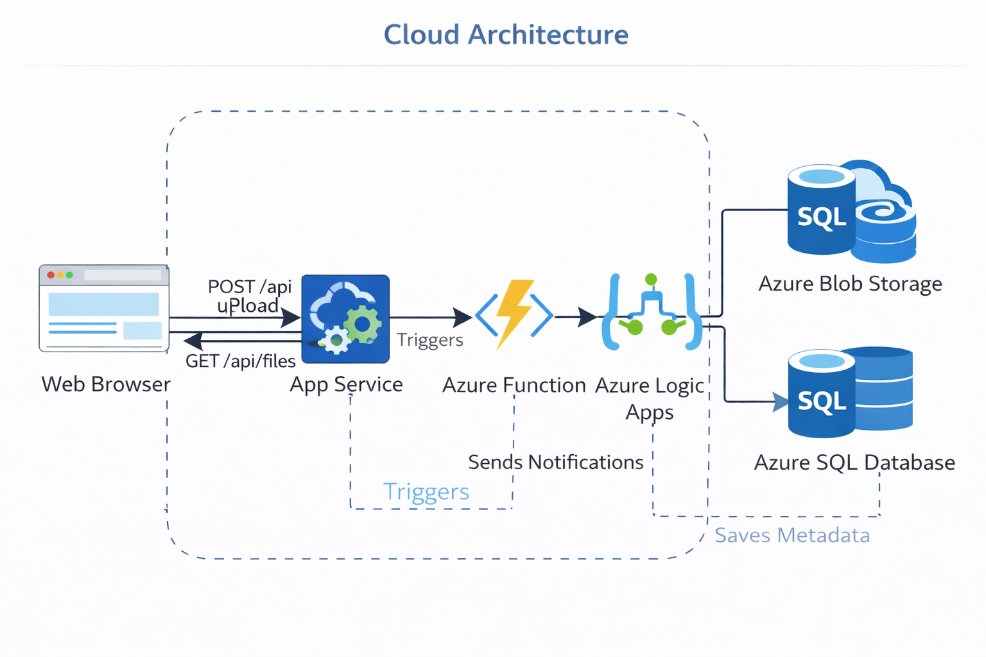 Cloud Architecture
SQL
Azure Blob Storage
POST /api
uPload
GET /api/files
Triggers
Web Browser
App Service
Azure Function
Azure Logic
Apps
SQL
Azure SQL Database
Sends Notifications
Triggers
Saves Metadata